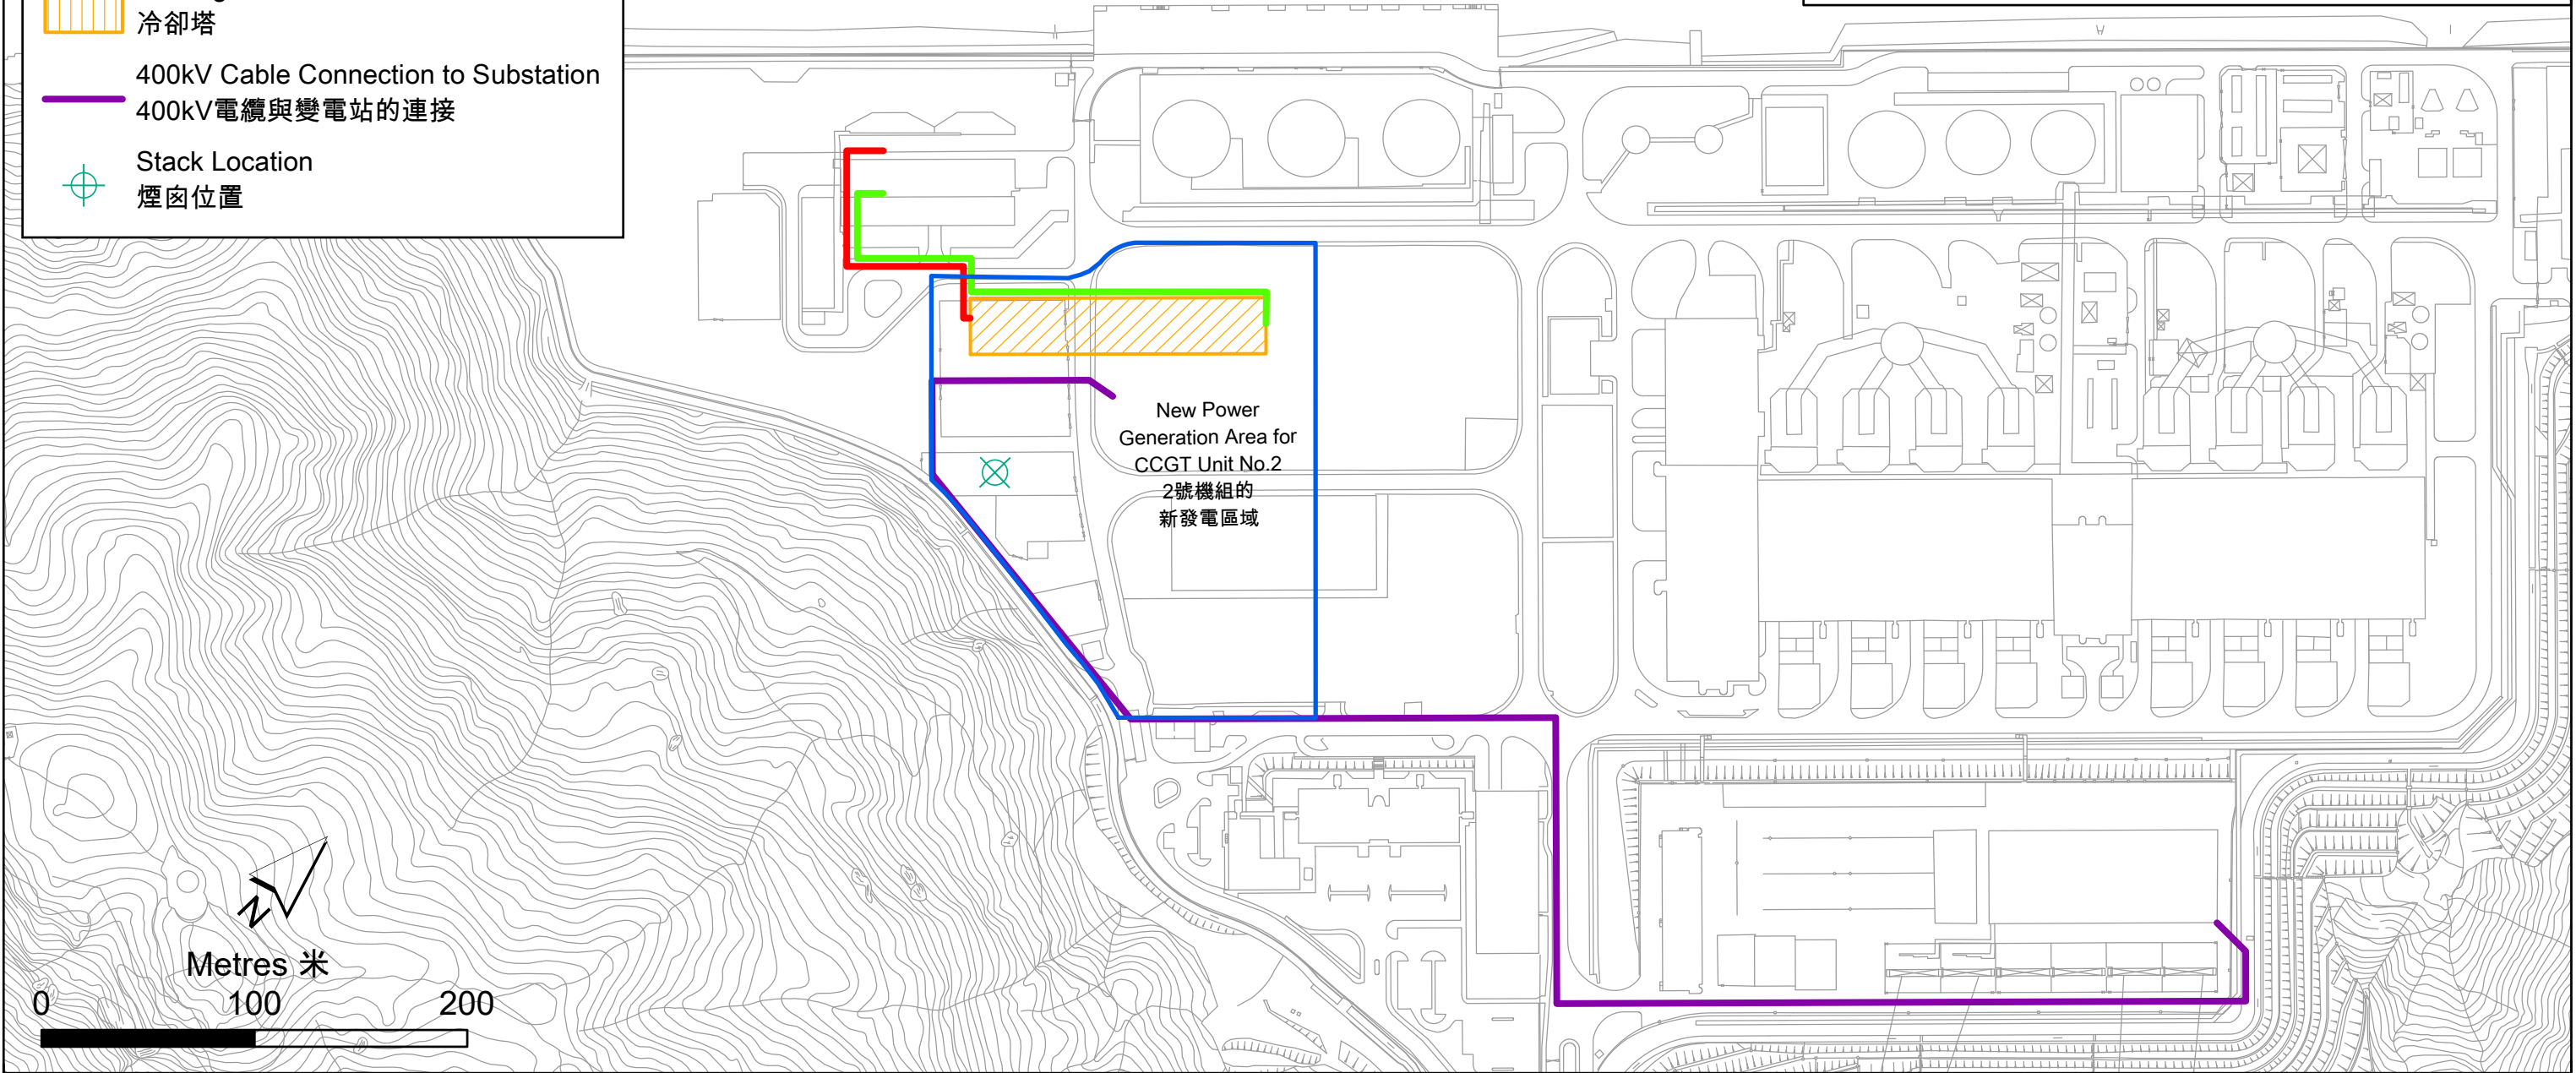 冷卻塔
400kV Cable Connection to Substation
400kV電纜與變電站的連接
Stack Location
煙囪位置
New Power
Generation Area for
CCGT Unit No.2
2號機組的
新發電區域
N
Metres 米
0 100 200